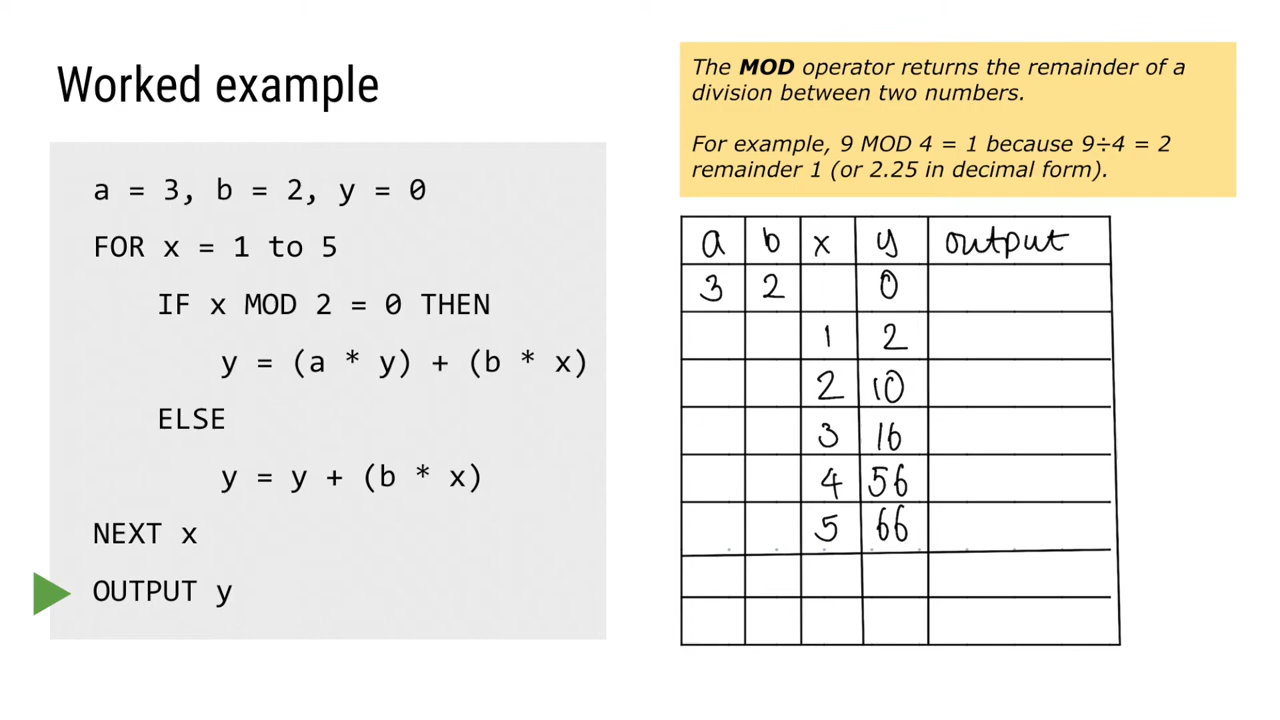 Worked example
The MOD operator returns the remainder of a
division between two numbers.
For example, 9 MOD 4 = 1 because 9÷4 = 2
remainder 1 (or 2.25 in decimal form).
a = 3, b = 2, y = 0
FOR x = 1 to 5
IF x MOD 2 = 0 THEN
y = (a * y) + (b * x)
ELSE
y = y + (b * x)
NEXT x
OUTPUT y
a b x y output
3 2 0
1 2
2 10
3 16
4 56
5 66